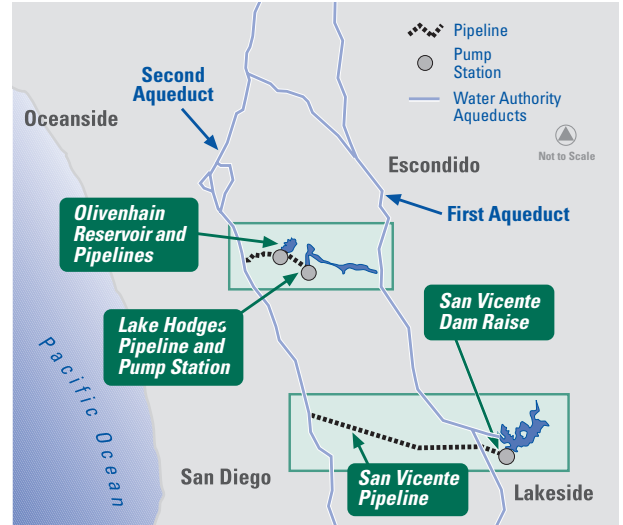 Pipeline
Pump
Station
Water Authority
Aqueducts
Not to Scale
Second
Aqueduct
Oceanside
Escondido
First Aqueduct
Olivenhain
Reservoir and
Pipelines
San Vicente
Dam Raise
Lake Hodges
Pipeline and
Pump Station
Pacific Ocean
San Diego
San Vicente
Pipeline
Lakeside